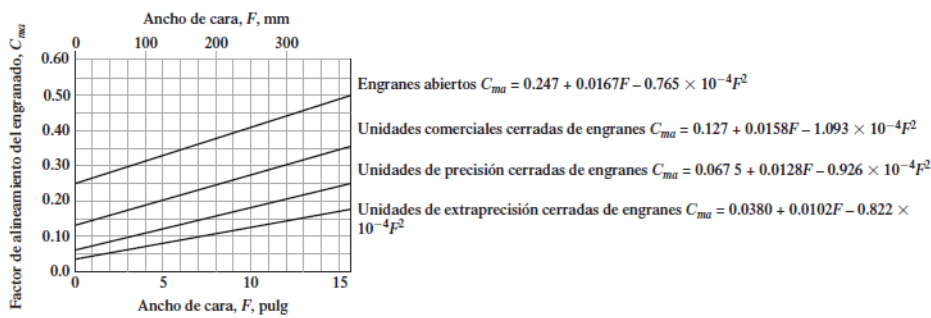 Ancho de cara, F, mm
0 100 200 300
Factor de alineamiento del engranado, Cma
0.60
0.50
0.40
0.30
0.20
0.10
0.0
Engranes abiertos Cma = 0.247 + 0.0167F – 0.765 × 10⁻⁴F²
Unidades comerciales cerradas de engranes Cma = 0.127 + 0.0158F – 1.093 × 10⁻⁴F²
Unidades de precisión cerradas de engranes Cma = 0.067 5 + 0.0128F – 0.926 × 10⁻⁴F²
Unidades de extraprecisión cerradas de engranes Cma = 0.0380 + 0.0102F – 0.822 ×
10⁻⁴F²
0 5 10 15
Ancho de cara, F, pulg